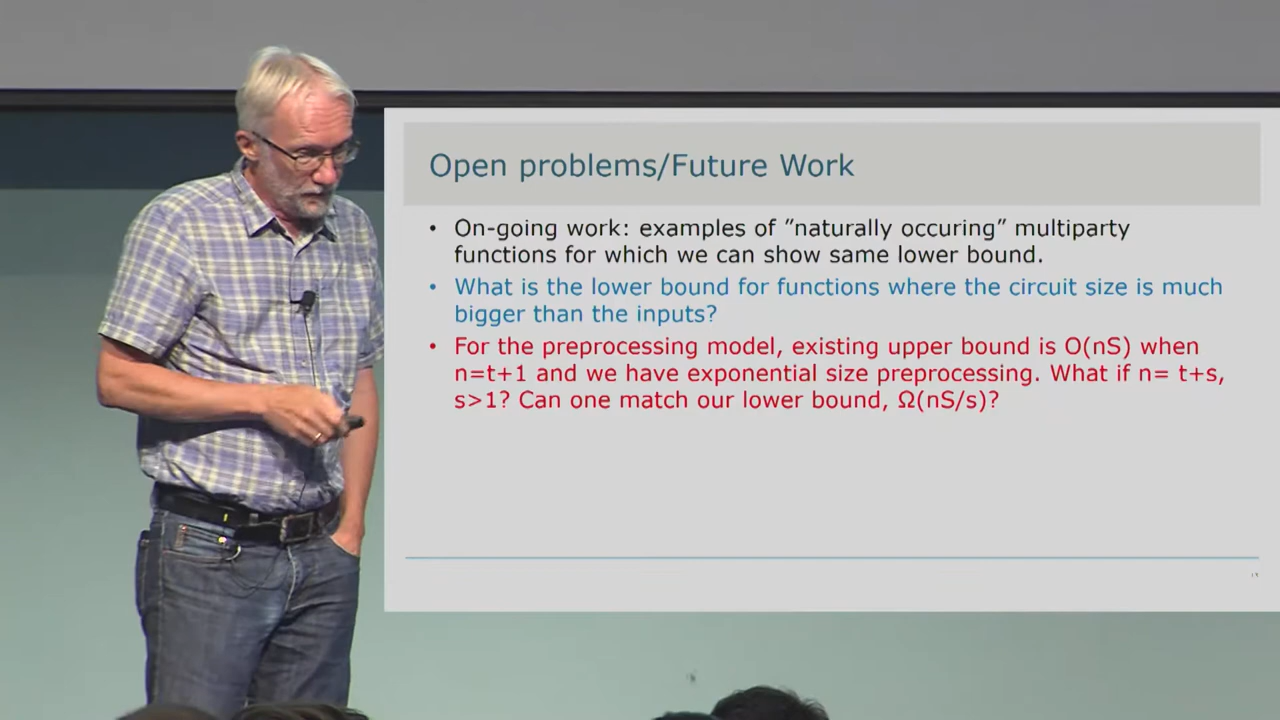 Open problems/Future Work
• On-going work: examples of ”naturally occuring” multiparty
functions for which we can show same lower bound.
• What is the lower bound for functions where the circuit size is much
bigger than the inputs?
• For the preprocessing model, existing upper bound is O(nS) when
n=t+1 and we have exponential size preprocessing. What if n= t+s,
s>1? Can one match our lower bound, Ω(nS/s)?